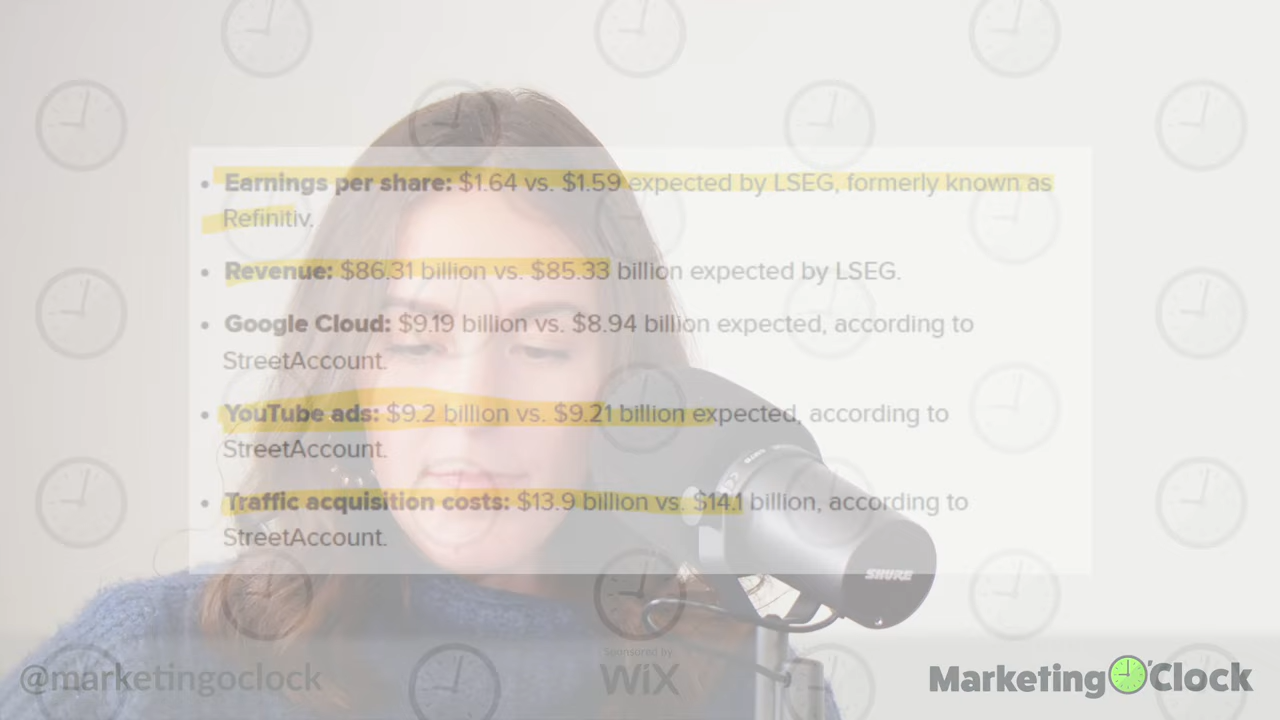 • Earnings per share: $1.64 vs. $1.59 expected by LSEG, formerly known as
Refinitiv.
• Revenue: $86.31 billion vs. $85.33 billion expected by LSEG.
• Google Cloud: $9.19 billion vs. $8.94 billion expected, according to
StreetAccount.
• YouTube ads: $9.2 billion vs. $9.21 billion expected, according to
StreetAccount.
• Traffic acquisition costs: $13.9 billion vs. $14.1 billion, according to
StreetAccount.
SHURE
@marketingoclock
Sponsored by
WiX
Marketing O'Clock